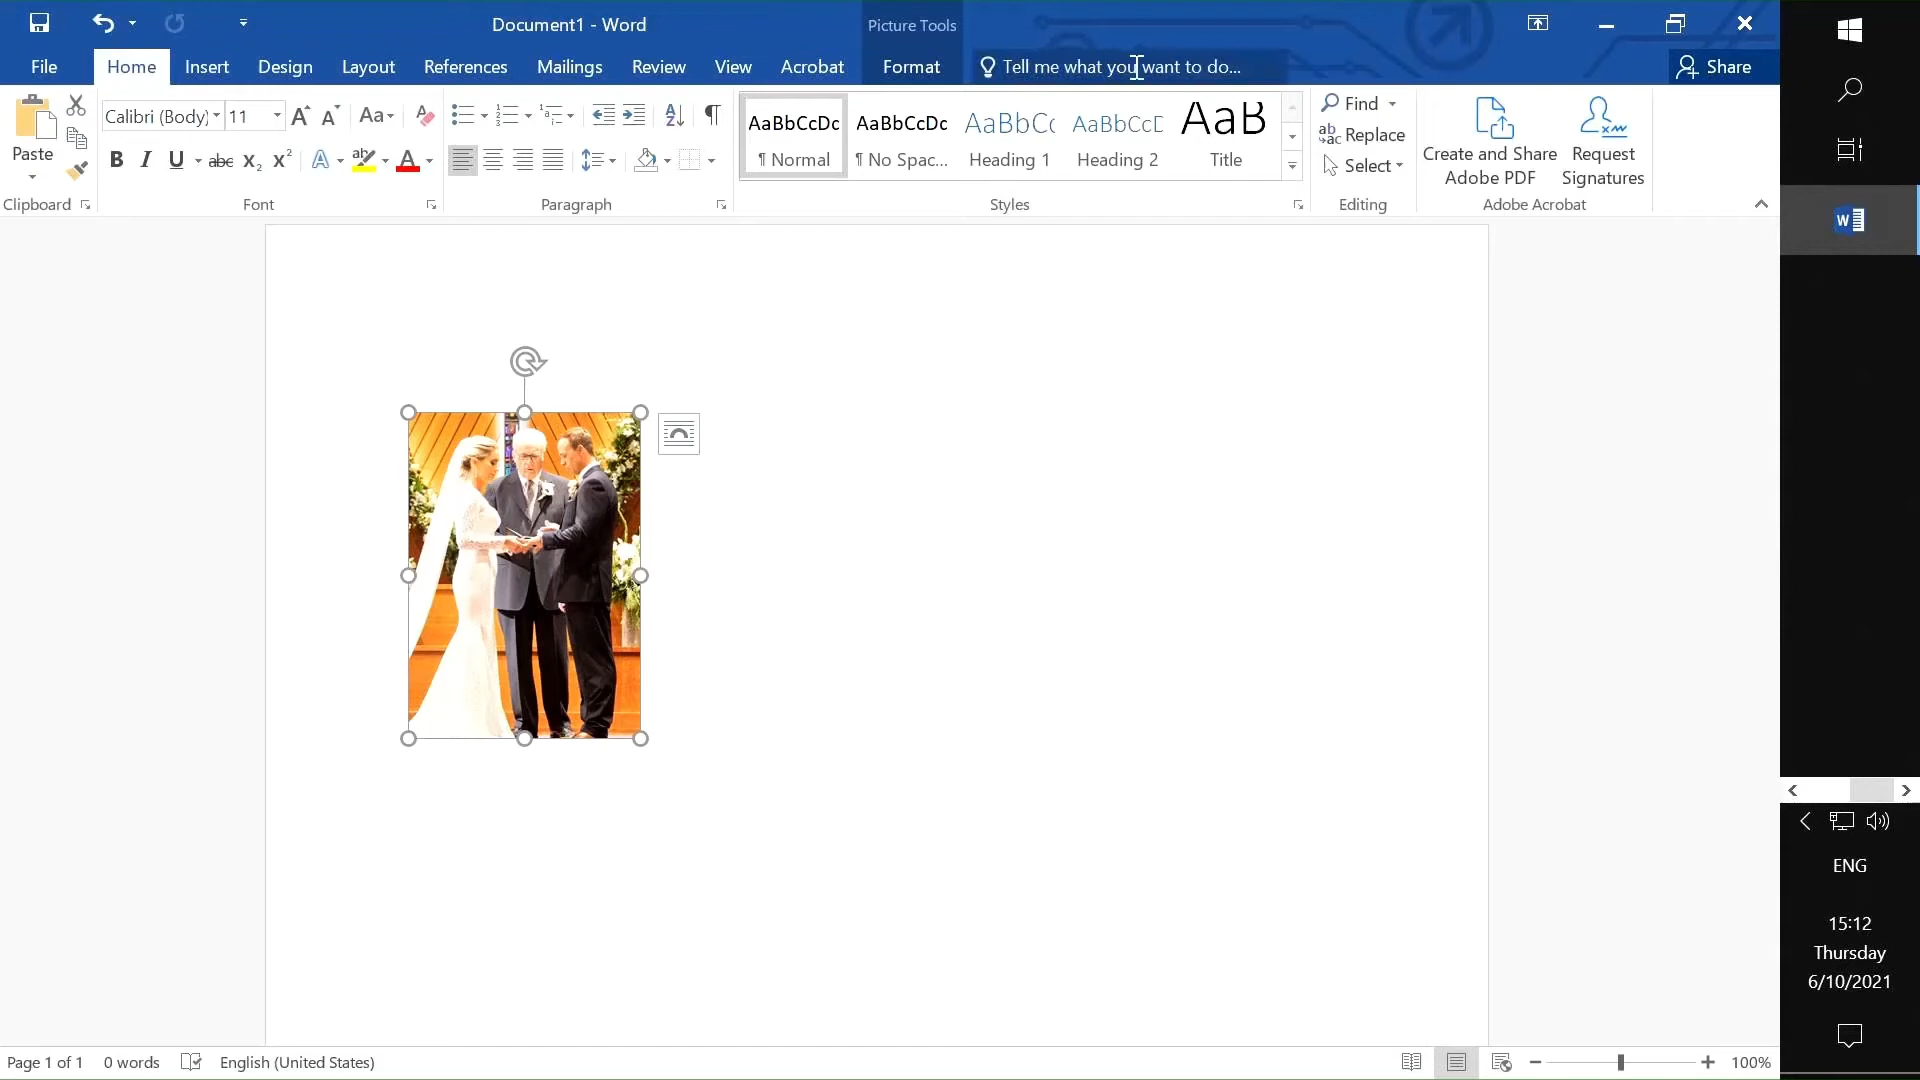 Document1 - Word
Picture Tools
File
Home
Insert
Design
Layout
References
Mailings
Review
View
Acrobat
Format
Tell me what you want to do...
Share
Paste
Clipboard
Calibri (Body)
11
Aa
B I U abc X₂ X²
A
ab
A
Font
Paragraph
AaBbCcDc
¶ Normal
AaBbCcDc
¶ No Spac...
AaBbCc
Heading 1
AaBbCcD
Heading 2
AaB
Title
Styles
Find
Replace
Select
Editing
Create and Share
Adobe PDF
Request
Signatures
Adobe Acrobat
W
ENG
15:12
Thursday
6/10/2021
Page 1 of 1
0 words
English (United States)
100%